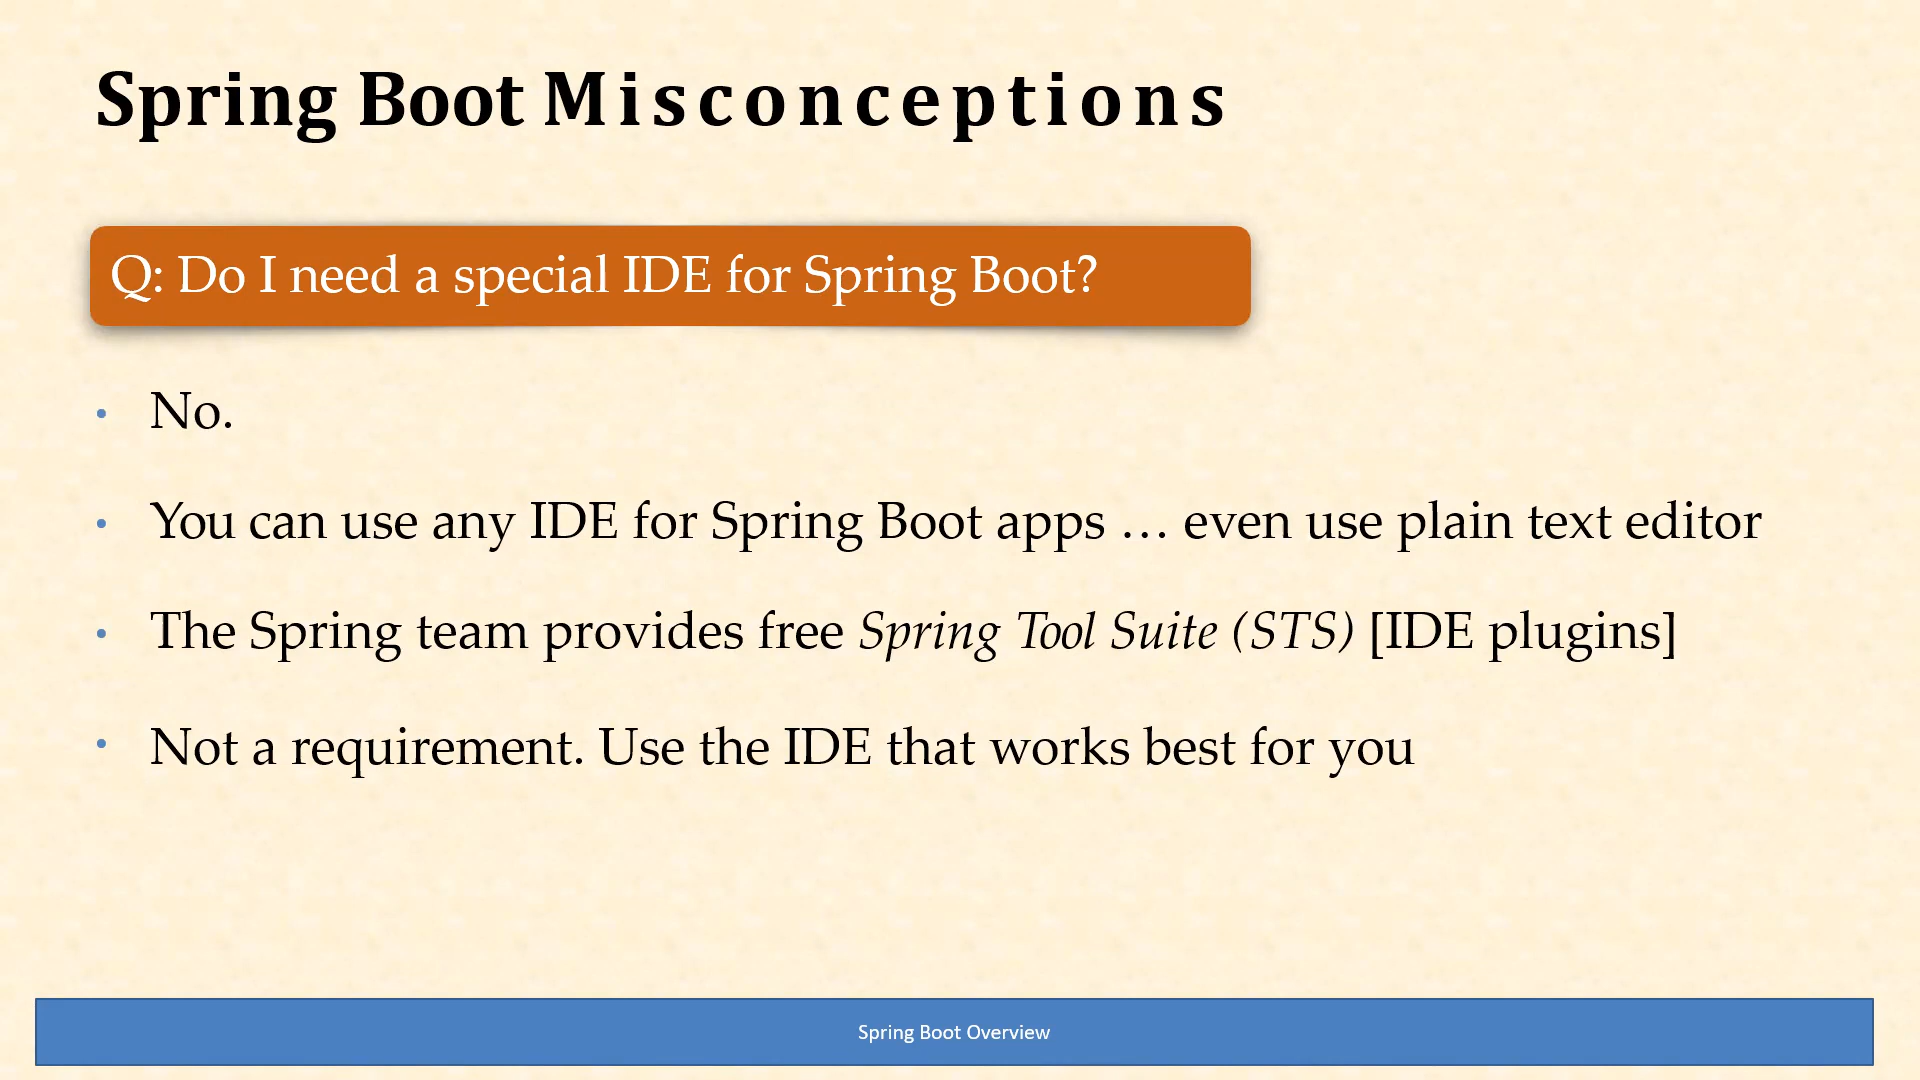 Spring Boot Misconceptions
Q: Do I need a special IDE for Spring Boot?
• No.
• You can use any IDE for Spring Boot apps … even use plain text editor
• The Spring team provides free Spring Tool Suite (STS) [IDE plugins]
• Not a requirement. Use the IDE that works best for you
Spring Boot Overview